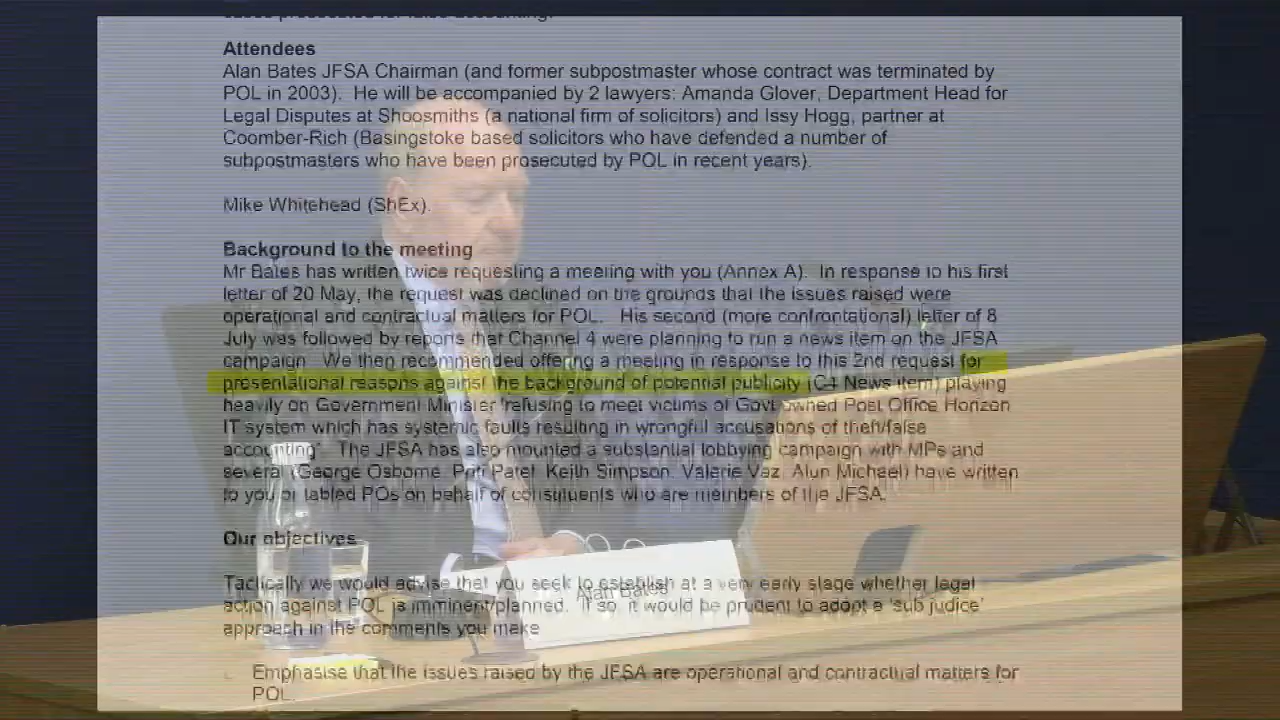 Attendees
Alan Bates JFSA Chairman (and former subpostmaster whose contract was terminated by
POL in 2003). He will be accompanied by 2 lawyers: Amanda Glover, Department Head for
Legal Disputes at Shoosmiths (a national firm of solicitors) and Issy Hogg, partner at
Coomber-Rich (Basingstoke based solicitors who have defended a number of
subpostmasters who have been prosecuted by POL in recent years).
Mike Whitehead (ShEx).
Background to the meeting
Mr Bates has written twice requesting a meeting with you (Annex A). In response to his first
letter of 20 May, the request was declined on the grounds that the issues raised were
operational and contractual matters for POL. His second (more confrontational) letter of 8
July was followed by reports that Channel 4 were planning to run a news item on the JFSA
campaign. We then recommended offering a meeting in response to this 2nd request for
presentational reasons against the background of potential publicity (C4 News item) playing
heavily on Government Minister 'refusing to meet victims of Govt owned Post Office Horizon
IT system which has systemic faults resulting in wrongful accusations of theft/false
accounting'. The JFSA has also mounted a substantial lobbying campaign with MPs and
several (George Osborne, Priti Patel, Keith Simpson, Valerie Vaz, Alun Michael) have written
to you or tabled PQs on behalf of constituents who are members of the JFSA.
Our objectives
Tactically we would advise that you seek to establish at a very early stage whether legal
action against POL is imminent/planned. If so, it would be prudent to adopt a 'sub judice'
approach in the comments you make
Alan Bates
Emphasise that the issues raised by the JFSA are operational and contractual matters for
POL.